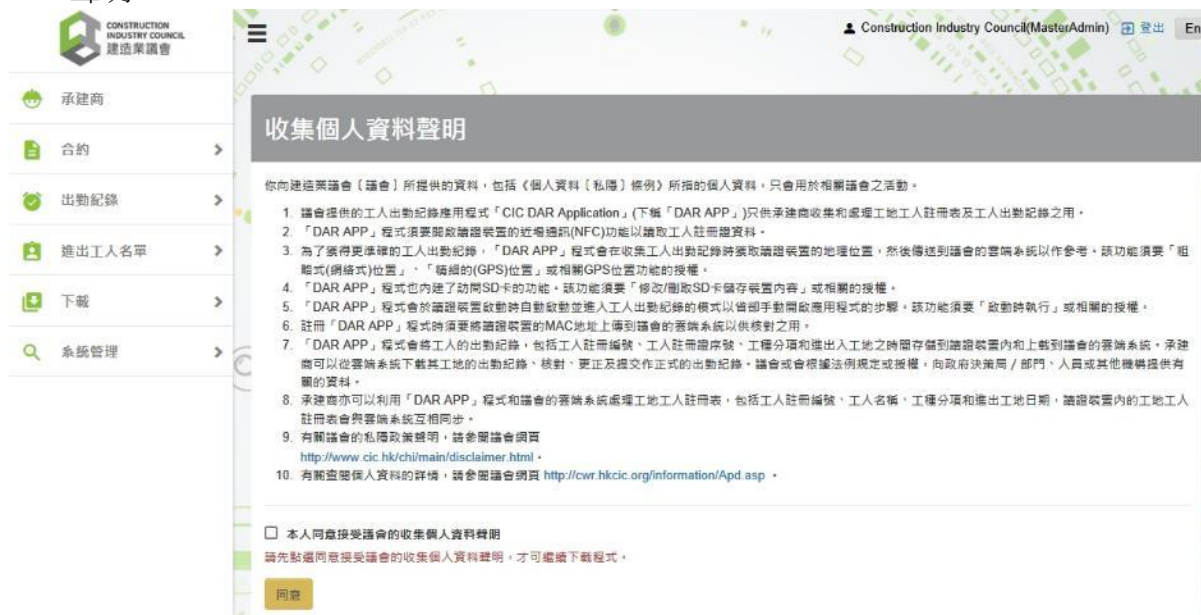 CONSTRUCTION
INDUSTRY COUNCIL
建造業議會
Construction Industry Council(MasterAdmin) 登出 En
承建商
合約
出勤紀錄
進出工人名單
下載
系統管理
收集個人資料聲明
你向建造業議會〔議會〕所提供的資料，包括《個人資料〔私隱〕條例》所指的個人資料，只會用於相關議會之活動。
1. 議會提供的工人出勤記錄應用程式「CIC DAR Application」(下稱「DAR APP」)只供承建商收集和處理工地工人註冊表及工人出勤記錄之用。
2. 「DAR APP」程式須要開啟讀證裝置的近場通訊(NFC)功能以讀取工人註冊證資料。
3. 為了獲得更準確的工人出勤紀錄，「DAR APP」程式會在收集工人出勤記錄時獲取讀證裝置的地理位置，然後傳送到議會的雲端系統以作參考。該功能須要「粗
略式(網絡式)位置」、「精細的(GPS)位置」或相關GPS位置功能的授權。
4. 「DAR APP」程式也內建了訪問SD卡的功能。該功能須要「修改/刪取SD卡儲存裝置內容」或相關的授權。
5. 「DAR APP」程式會於讀證裝置啟動時自動啟動並進入工人出勤紀錄的模式以省卻手動開啟應用程式的步驟。該功能須要「啟動時執行」或相關的授權。
6. 註冊「DAR APP」程式時須要將讀證裝置的MAC地址上傳到議會的雲端系統以供核對之用。
7. 「DAR APP」程式會將工人的出勤紀錄，包括工人註冊編號、工人註冊證序號、工種分項和進出入工地之時間存儲到讀證裝置內和上載到議會的雲端系統。承建
商可以從雲端系統下載其工地的出勤紀錄、核對、更正及提交作正式的出勤紀錄。議會或會根據法例規定或授權，向政府決策局／部門、人員或其他機構提供有
關的資料。
8. 承建商亦可以利用「DAR APP」程式和議會的雲端系統處理工地工人註冊表，包括工人註冊編號、工人名稱、工種分項和進出工地日期，讀證裝置內的工地工人
註冊表會與雲端系統互相同步。
9. 有關議會的私隱政策聲明，請參閱議會網頁
http://www.cic.hk/chi/main/disclaimer.html。
10. 有關查閱個人資料的詳情，請參閱議會網頁 http://cwr.hkcic.org/information/Apd.asp 。
本人同意接受議會的收集個人資料聲明
請先點選同意接受議會的收集個人資料聲明，才可繼續下載程式。
同意